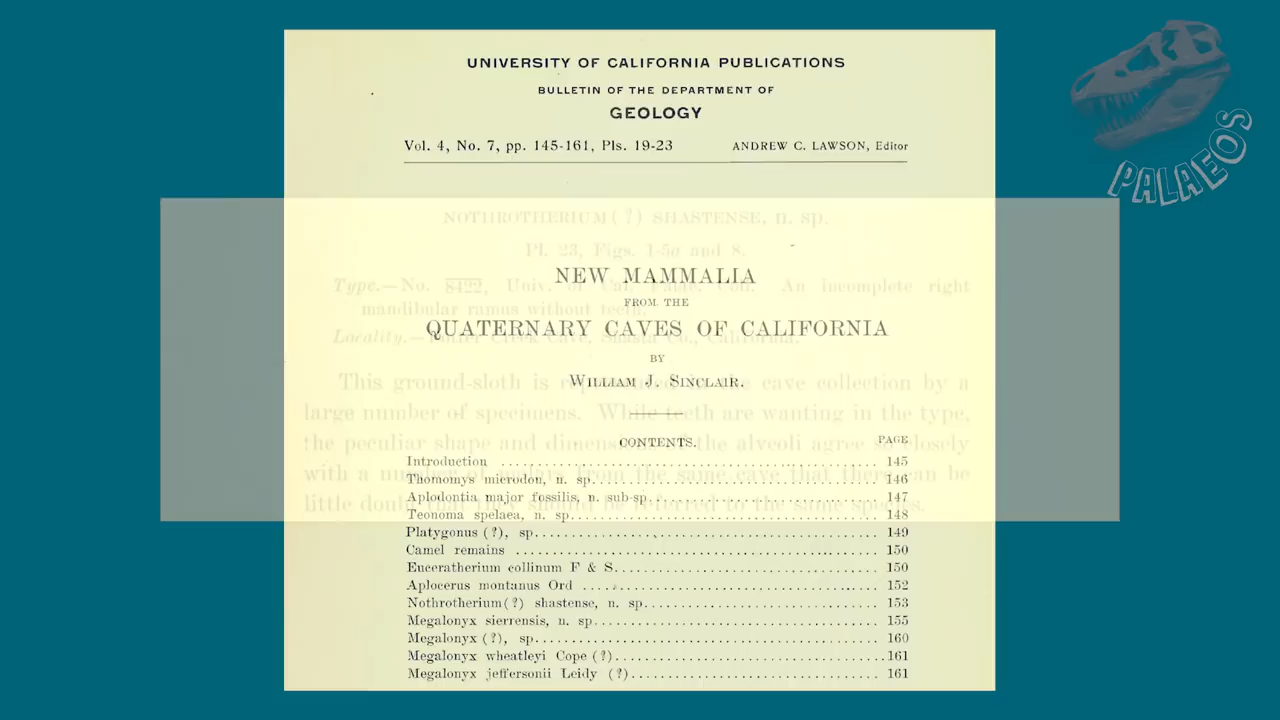 UNIVERSITY OF CALIFORNIA PUBLICATIONS
BULLETIN OF THE DEPARTMENT OF
GEOLOGY
Vol. 4, No. 7, pp. 145-161, Pls. 19-23 ANDREW C. LAWSON, Editor
NOTHROTHERIUM(?) SHASTENSE, n. sp.
Pl. 23, Figs. 1-5a and 8.
NEW MAMMALIA
Type.—No. 8422, Univ. of Cal. Palae. Coll. An incomplete right
FROM THE
mandibular ramus without teeth.
QUATERNARY CAVES OF CALIFORNIA
Locality.—Potter Creek Cave, Shasta Co., California.
BY
WILLIAM J. SINCLAIR.
This ground-sloth is represented in the cave collection by a
large number of specimens. While teeth are wanting in the type,
the peculiar shape and dimensions of the alveoli agree so closely
with a number of molars from the same cave that there can be
little doubt that they should be referred to the same species.
CONTENTS.
PAGE
Introduction 145
Thomomys microdon, n. sp. 146
Aplodontia major fossilis, n. sub-sp. 147
Teonoma spelaea, n. sp. 148
Platygonus (?), sp. 149
Camel remains 150
Euceratherium collinum F & S. 150
Aplocerus montanus Ord 152
Nothrotherium(?) shastense, n. sp. 153
Megalonyx sierrensis, n. sp. 155
Megalonyx (?), sp. 160
Megalonyx wheatleyi Cope (?) 161
Megalonyx jeffersonii Leidy (?) 161
PALAEOS